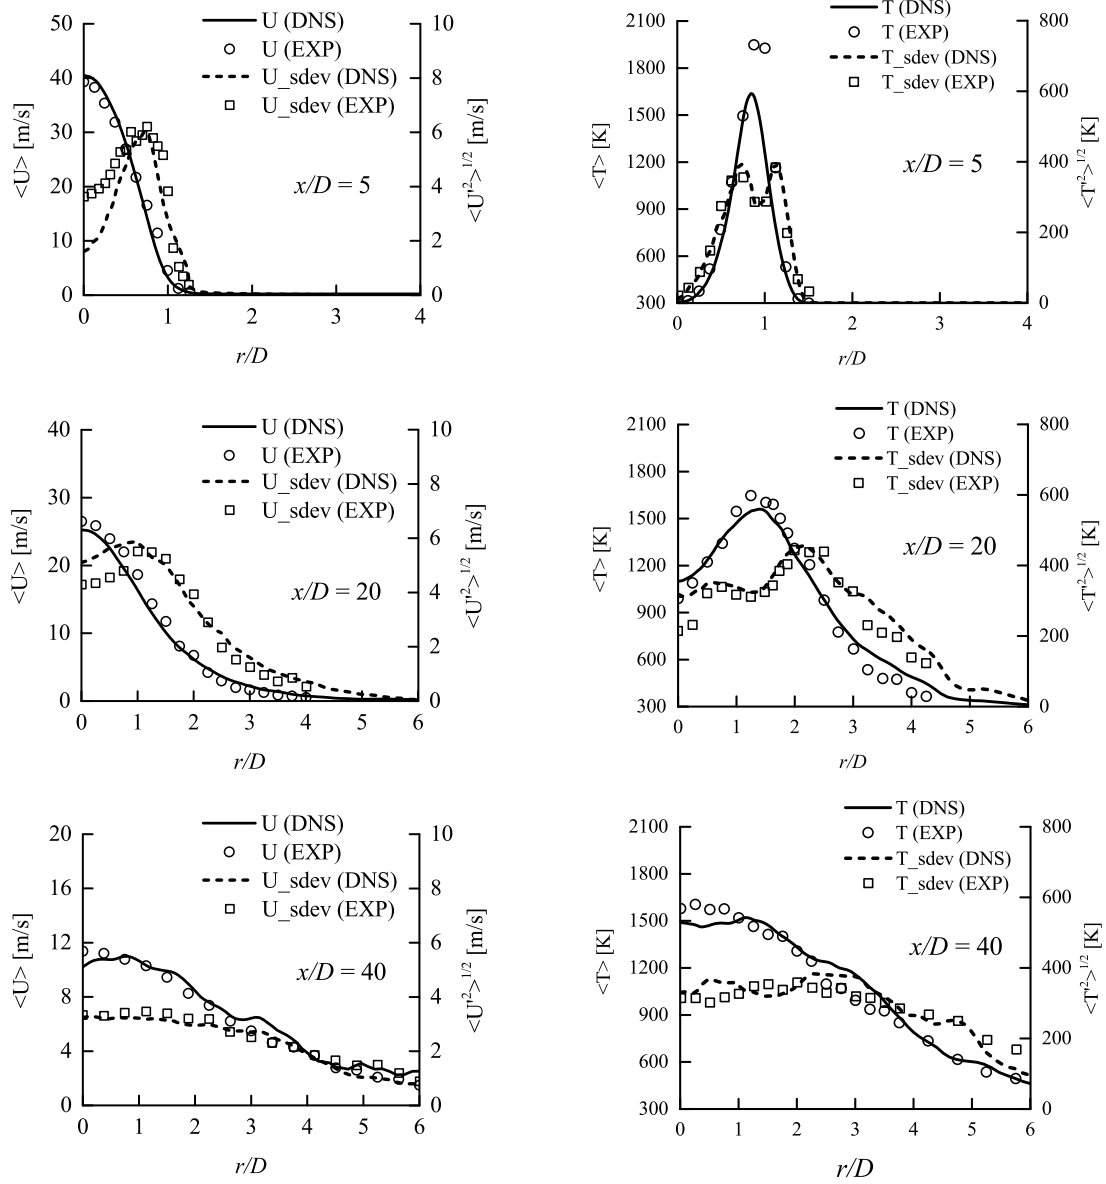 U (DNS)
U (EXP)
U_sdev (DNS)
U_sdev (EXP)
x/D = 5
<U> [m/s]
<U'²>¹/² [m/s]
50
40
30
20
10
0
10
8
6
4
2
0
0 1 2 3 4
r/D
T (DNS)
T (EXP)
T_sdev (DNS)
T_sdev (EXP)
x/D = 5
<T> [K]
<T'²>¹/² [K]
2100
1800
1500
1200
900
600
300
800
600
400
200
0
0 1 2 3 4
r/D
U (DNS)
U (EXP)
U_sdev (DNS)
U_sdev (EXP)
x/D = 20
<U> [m/s]
<U'²>¹/² [m/s]
40
30
20
10
0
10
8
6
4
2
0
0 1 2 3 4 5 6
r/D
T (DNS)
T (EXP)
T_sdev (DNS)
T_sdev (EXP)
x/D = 20
<T> [K]
<T'²>¹/² [K]
2100
1800
1500
1200
900
600
300
800
600
400
200
0
0 1 2 3 4 5 6
r/D
U (DNS)
U (EXP)
U_sdev (DNS)
U_sdev (EXP)
x/D = 40
<U> [m/s]
<U'²>¹/² [m/s]
20
16
12
8
4
0
10
8
6
4
2
0
0 1 2 3 4 5 6
r/D
T (DNS)
T (EXP)
T_sdev (DNS)
T_sdev (EXP)
x/D = 40
<T> [K]
<T'²>¹/² [K]
2100
1800
1500
1200
900
600
300
800
600
400
200
0
0 1 2 3 4 5 6
r/D